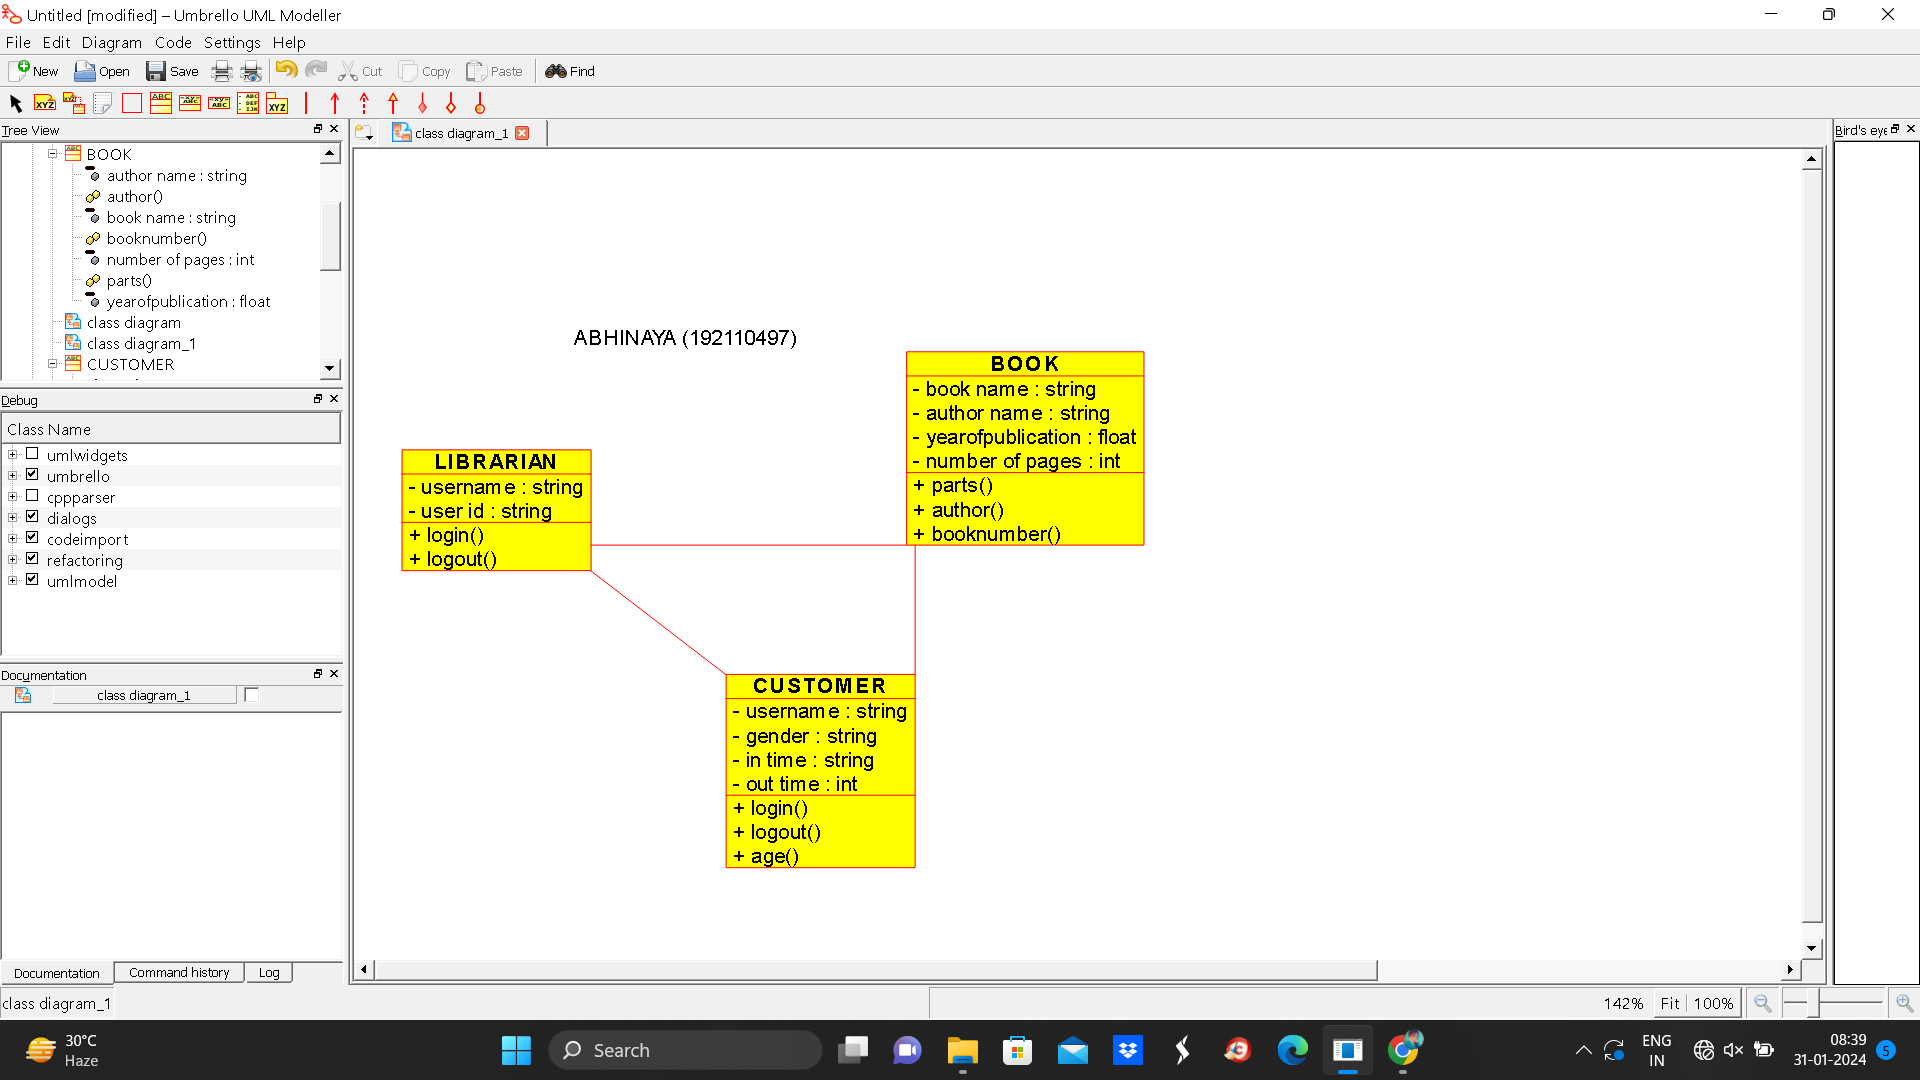 Untitled [modified] – Umbrello UML Modeller
File Edit Diagram Code Settings Help
New Open Save Cut Copy Paste Find
Tree View
BOOK
author name : string
author()
book name : string
booknumber()
number of pages : int
parts()
yearofpublication : float
class diagram
class diagram_1
CUSTOMER
Debug
Class Name
umlwidgets
umbrello
cppparser
dialogs
codeimport
refactoring
umlmodel
Documentation
class diagram_1
Documentation Command history Log
class diagram_1
class diagram_1
ABHINAYA (192110497)
BOOK
- book name : string
- author name : string
- yearofpublication : float
- number of pages : int
+ parts()
+ author()
+ booknumber()
LIBRARIAN
- username : string
- user id : string
+ login()
+ logout()
CUSTOMER
- username : string
- gender : string
- in time : string
- out time : int
+ login()
+ logout()
+ age()
Bird's eye
142% Fit 100%
30°C
Haze
Search
ENG
IN
08:39
31-01-2024
5